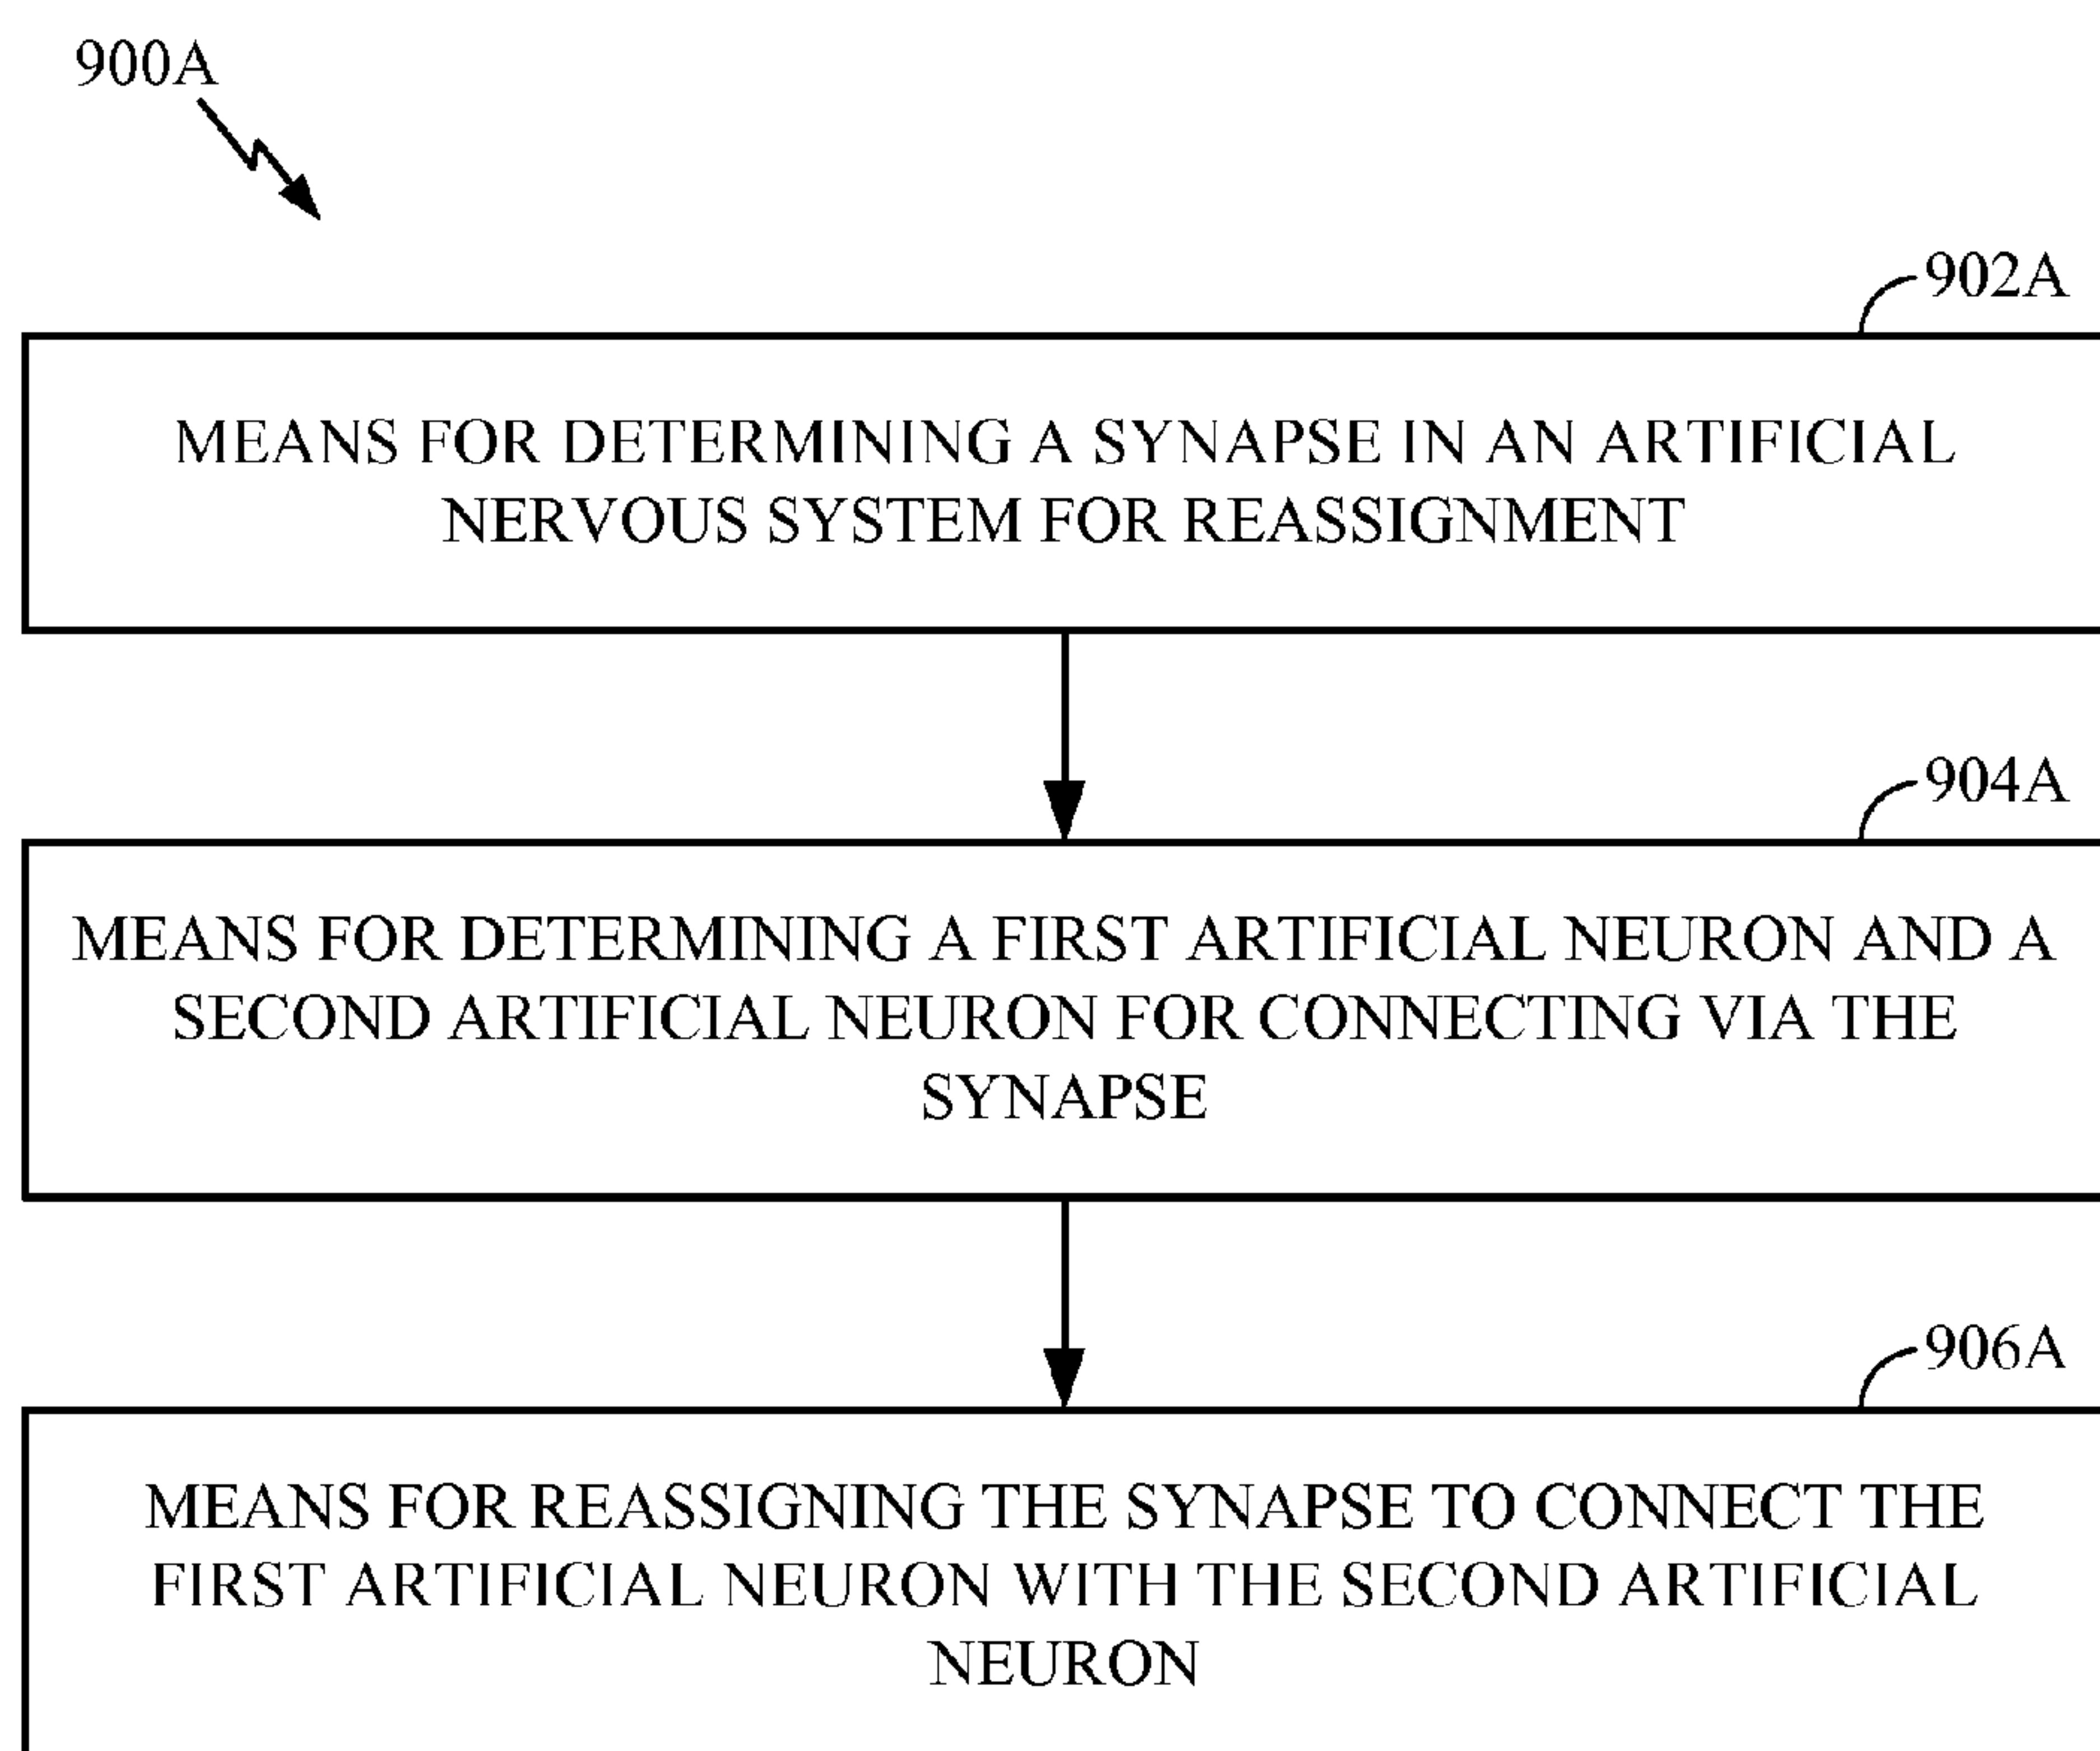 900A
902A
MEANS FOR DETERMINING A SYNAPSE IN AN ARTIFICIAL
NERVOUS SYSTEM FOR REASSIGNMENT
904A
MEANS FOR DETERMINING A FIRST ARTIFICIAL NEURON AND A
SECOND ARTIFICIAL NEURON FOR CONNECTING VIA THE
SYNAPSE
906A
MEANS FOR REASSIGNING THE SYNAPSE TO CONNECT THE
FIRST ARTIFICIAL NEURON WITH THE SECOND ARTIFICIAL
NEURON